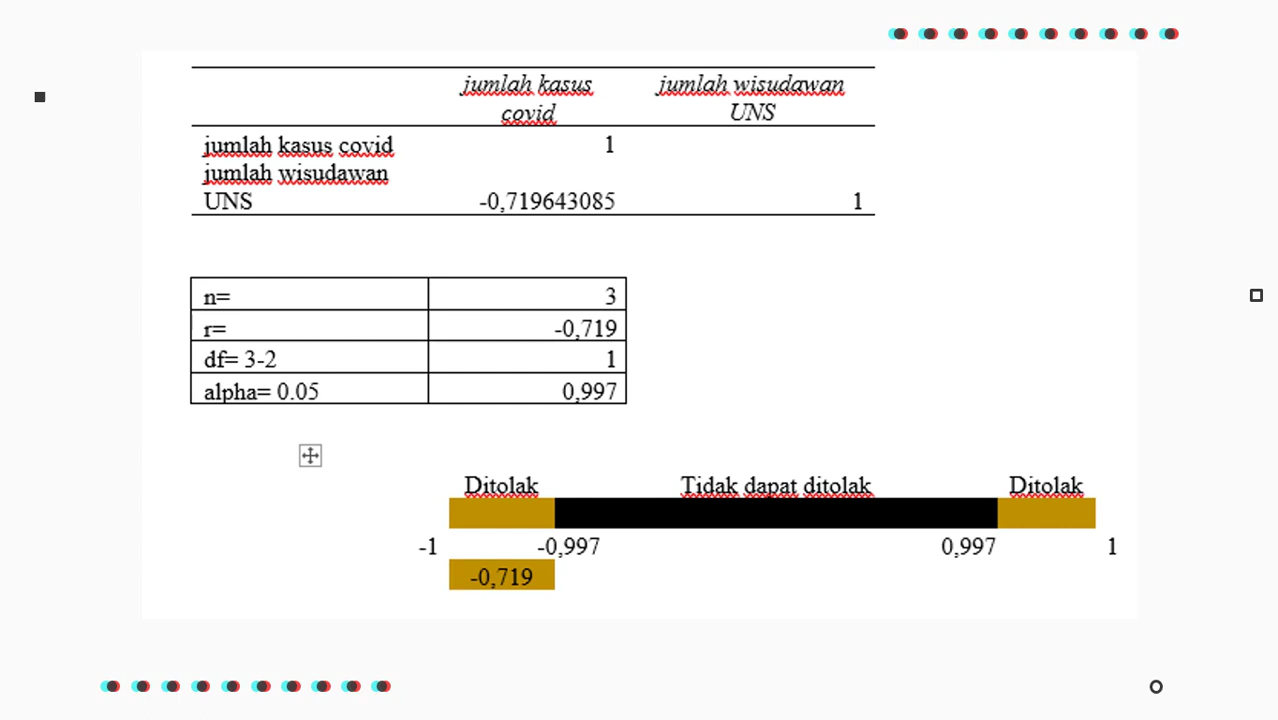 jumlah kasus jumlah wisudawan
covid UNS
jumlah kasus covid 1
jumlah wisudawan
UNS -0,719643085 1
n= 3
r= -0,719
df= 3-2 1
alpha= 0.05 0,997
Ditolak Tidak dapat ditolak Ditolak
-1 -0,997 0,997 1
-0,719